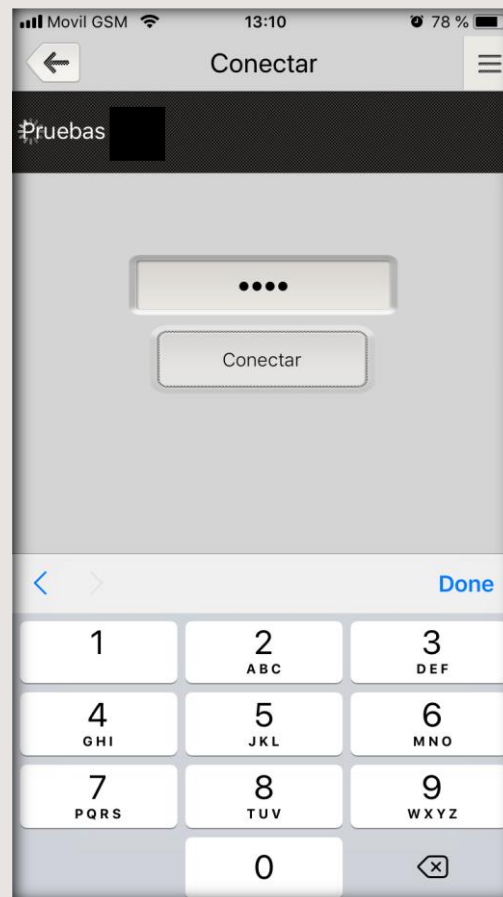 Movil GSM 13:10 78 %
Conectar
Pruebas
••••
Conectar
Done
1 2 3
ABC DEF
4 5 6
GHI JKL MNO
7 8 9
PQRS TUV WXYZ
0